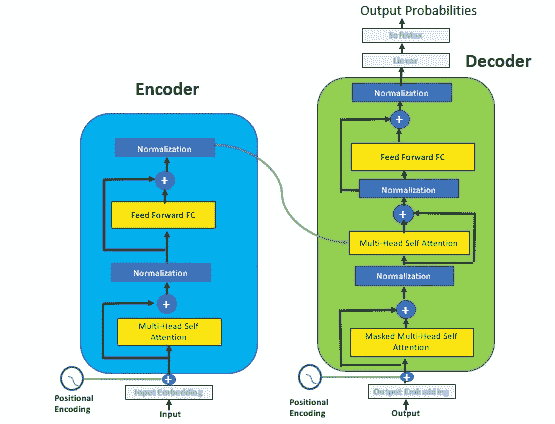 Output Probabilities
SoftMax
Linear
Decoder
Encoder
Normalization
Feed Forward FC
Normalization
Multi-Head Self
Attention
Positional
Encoding
Input Embedding
Input
Normalization
Feed Forward FC
Normalization
Multi-Head Self Attention
Normalization
Masked Multi-Head Self
Attention
Positional
Encoding
Output Embedding
Output